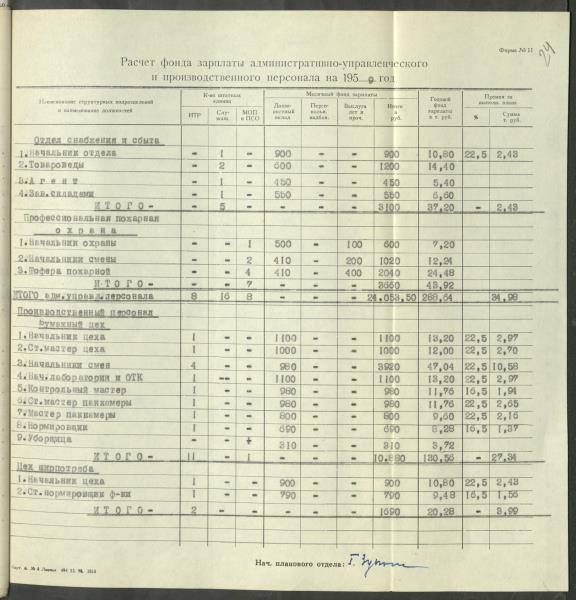 Форма № 11
24
Расчет фонда зарплаты административно-управленческого
и производственного персонала на 1959 год
Наименование структурных подразделений и наименование должностей | К-во штатных единиц: ИТР | Служащ. | МОП и ПСО | Месячный фонд зарплаты: Должностной оклад | Персон. надбав. | Выслуга лет и проч. | Итого в руб. | Годовой фонд зарплаты в т. руб. | Премия за выполн. плана: % | Сумма т. руб.
Отдел снабжения и сбыта
1.Начальник отдела - 1 - 900 - - 900 10,80 22,5 2,43
2.Товароведы - 2 - 600 - - 1200 14,40
3.Агент - 1 - 450 - - 450 5,40
4.Зав.складами - 1 - 550 - - 550 6,60
ИТОГО- - 5 - - - - 3100 37,20 - 2,43
Профессиональная пожарная
охрана
1.Начальник охраны - - 1 500 - 100 600 7,20
2.Начальники смены - - 2 410 - 200 1020 12,24
3.Шофера пожарной - - 4 410 - 400 2040 24,48
ИТОГО- - - 7 - - - 3660 43,92
ИТОГО адм.управл.персонала 8 16 8 - - - 24.053,50 288,64 34,98
Производственный персонал
Бумажный цех
1.Начальник цеха 1 - - 1100 - - 1100 13,20 22,5 2,97
2.Ст.мастер цеха 1 - - 1000 - - 1000 12,00 22,5 2,70
3.Начальники смен 4 - - 980 - - 3920 47,04 22,5 10,58
4.Нач.лаборатории и ОТК 1 - - 1100 - - 1100 13,20 22,5 2,97
5.Контрольный мастер 1 - - 980 - - 980 11,76 16,5 1,94
6.Ст.мастер паккамеры 1 - - 980 - - 980 11,76 22,5 2,65
7.Мастер паккамеры 1 - - 800 - - 800 9,60 22,5 2,16
8.Нормировщик 1 - - 690 - - 690 8,28 16,5 1,37
9.Уборщица - - 1 310 - - 310 3,72
ИТОГО- 11 - 1 - - - 10.880 130,56 - 27,34
Цех ширпотреба
1.Начальник цеха 1 - - 900 - - 900 10,80 22,5 2,43
2.Ст.нормировщик ф-ки 1 - - 790 - - 790 9,48 16,5 1,56
ИТОГО- 2 - - - - - 1690 20,28 - 3,99
Нач. планового отдела: